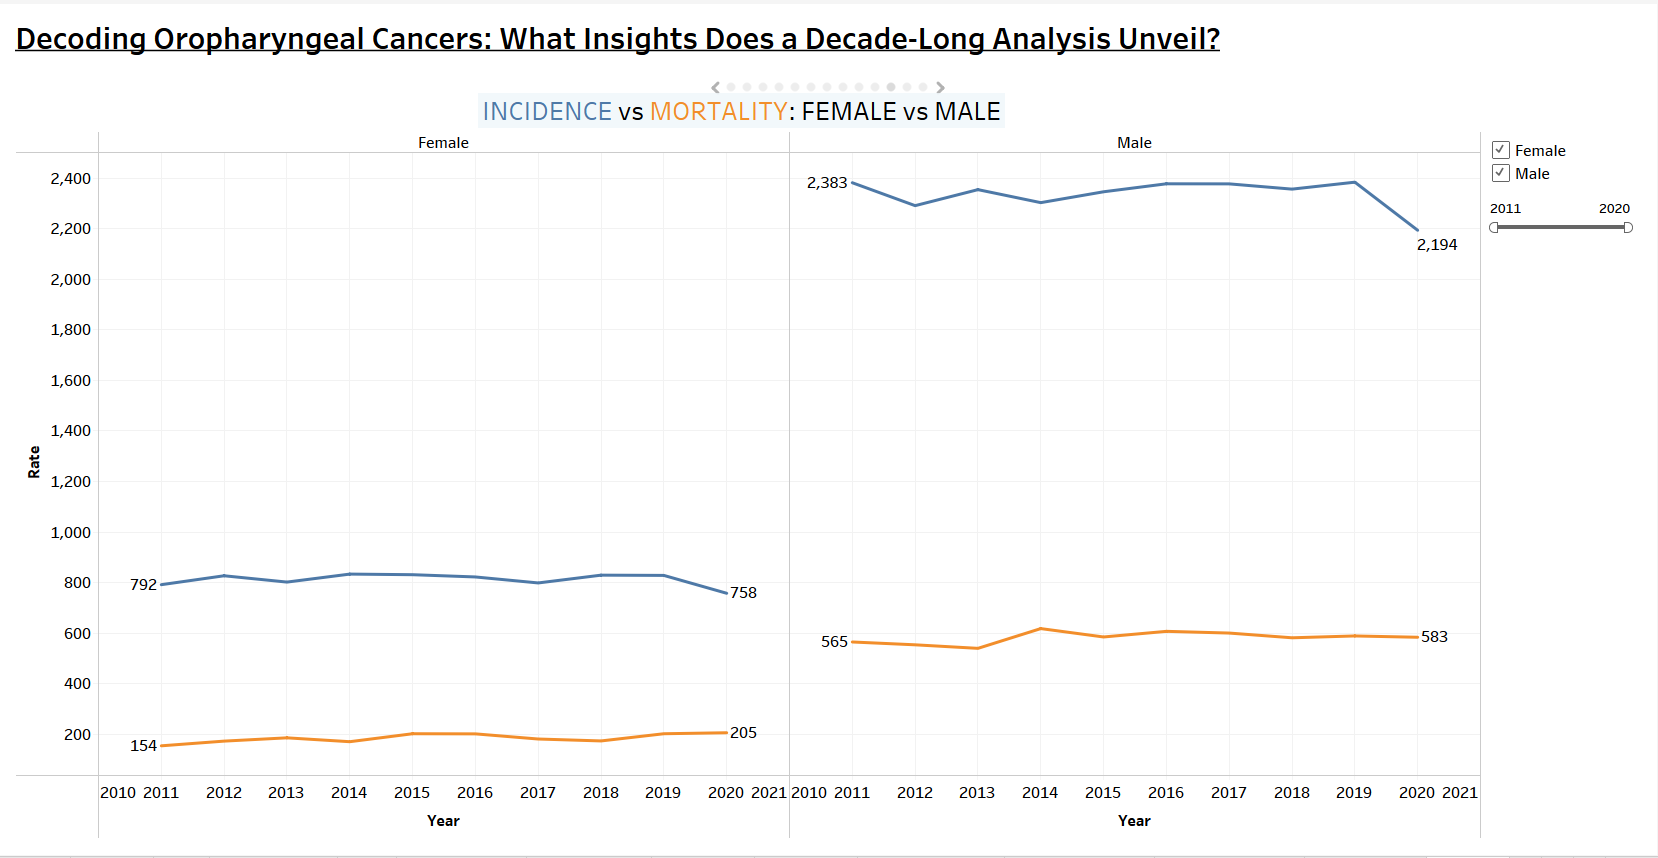 Decoding Oropharyngeal Cancers: What Insights Does a Decade-Long Analysis Unveil?
INCIDENCE vs MORTALITY: FEMALE vs MALE
Female
Male
Female
Male
2011 2020
Rate
2,400
2,200
2,000
1,800
1,600
1,400
1,200
1,000
800
600
400
200
792
758
154
205
2,383
2,194
565
583
2010 2011 2012 2013 2014 2015 2016 2017 2018 2019 2020 2021
2010 2011 2012 2013 2014 2015 2016 2017 2018 2019 2020 2021
Year
Year